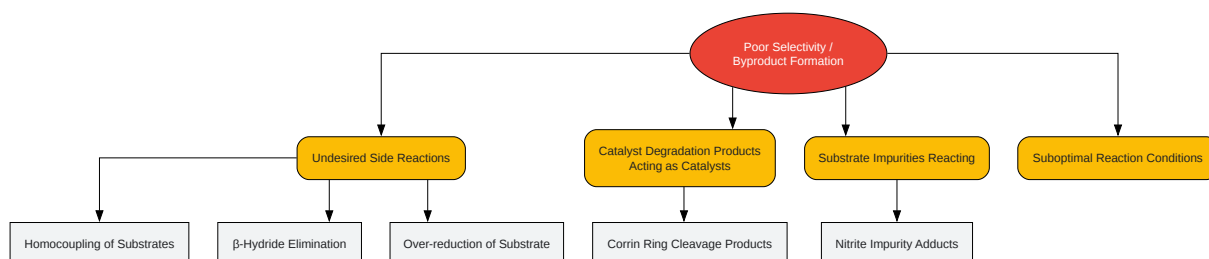 Poor Selectivity /
Byproduct Formation
Undesired Side Reactions
Catalyst Degradation Products
Acting as Catalysts
Substrate Impurities Reacting
Suboptimal Reaction Conditions
Homocoupling of Substrates
β-Hydride Elimination
Over-reduction of Substrate
Corrin Ring Cleavage Products
Nitrite Impurity Adducts